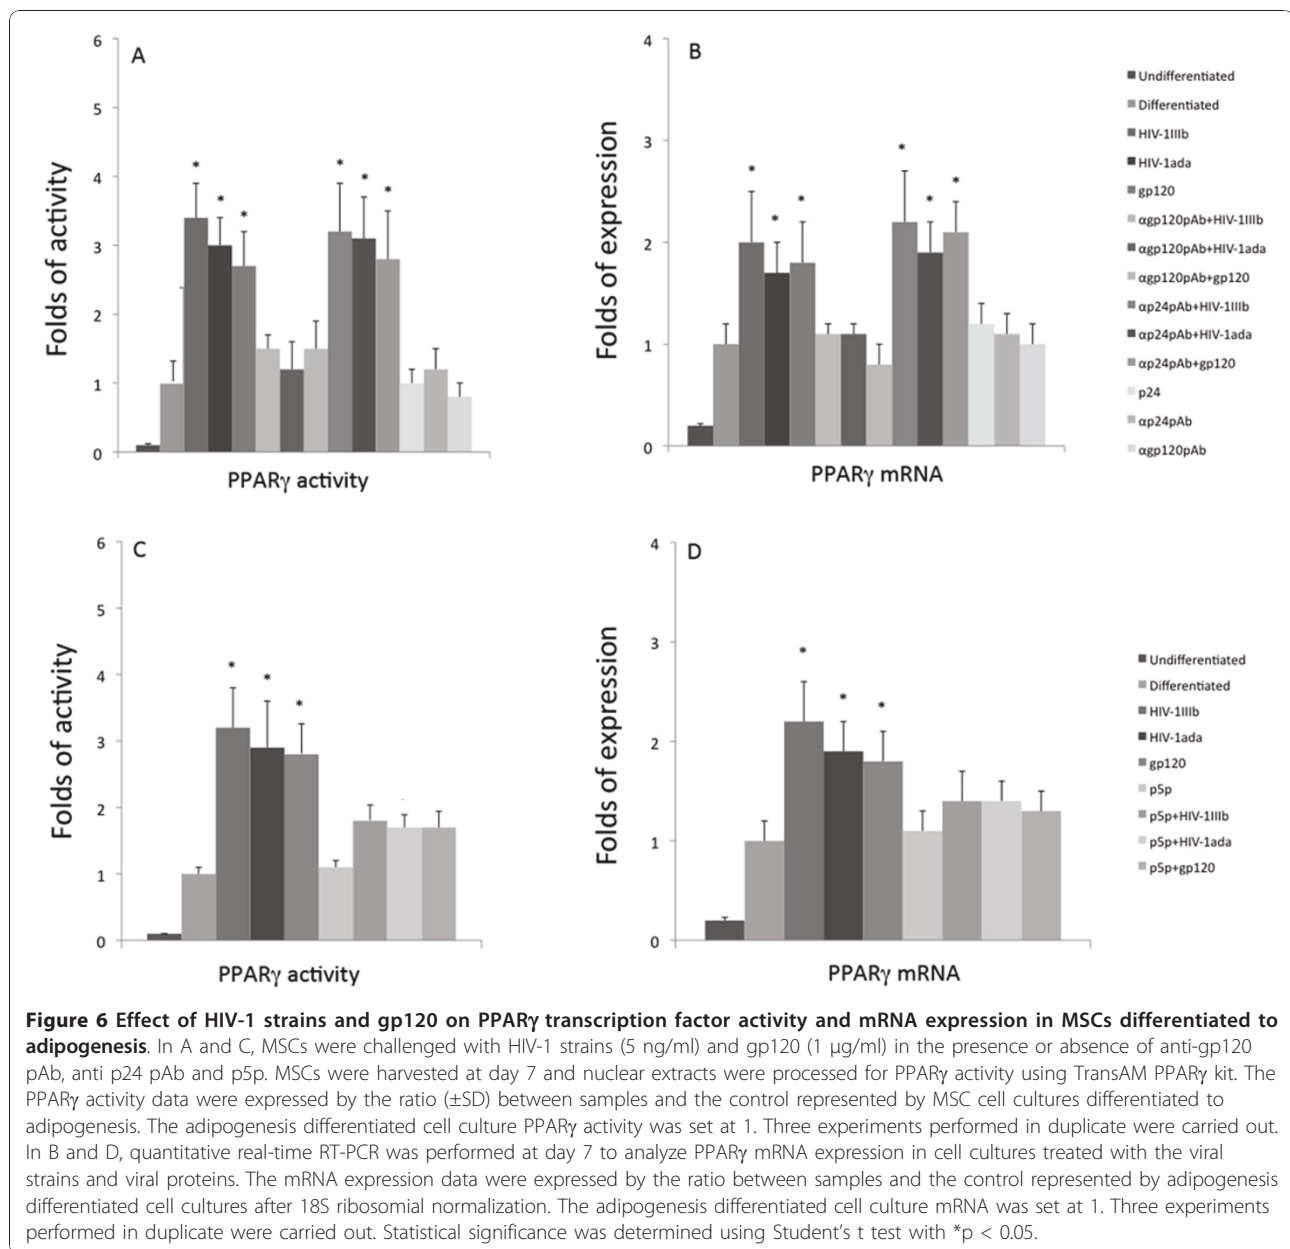 A
6
5
4
3
2
1
0
Folds of activity
* * * * * *
PPARγ activity
B
4
3
2
1
0
Folds of expression
* * * * * *
PPARγ mRNA
Undifferentiated
Differentiated
HIV-1IIIb
HIV-1ada
gp120
αgp120pAb+HIV-1IIIb
αgp120pAb+HIV-1ada
αgp120pAb+gp120
αp24pAb+HIV-1IIIb
αp24pAb+HIV-1ada
αp24pAb+gp120
p24
αp24pAb
αgp120pAb
C
6
5
4
3
2
1
0
Folds of activity
* * *
PPARγ activity
D
4
3
2
1
0
Folds of expression
* * *
PPARγ mRNA
Undifferentiated
Differentiated
HIV-1IIIb
HIV-1ada
gp120
p5p
p5p+HIV-1IIIb
p5p+HIV-1ada
p5p+gp120
Figure 6 Effect of HIV-1 strains and gp120 on PPARγ transcription factor activity and mRNA expression in MSCs differentiated to
adipogenesis. In A and C, MSCs were challenged with HIV-1 strains (5 ng/ml) and gp120 (1 μg/ml) in the presence or absence of anti-gp120
pAb, anti p24 pAb and p5p. MSCs were harvested at day 7 and nuclear extracts were processed for PPARγ activity using TransAM PPARγ kit. The
PPARγ activity data were expressed by the ratio (±SD) between samples and the control represented by MSC cell cultures differentiated to
adipogenesis. The adipogenesis differentiated cell culture PPARγ activity was set at 1. Three experiments performed in duplicate were carried out.
In B and D, quantitative real-time RT-PCR was performed at day 7 to analyze PPARγ mRNA expression in cell cultures treated with the viral
strains and viral proteins. The mRNA expression data were expressed by the ratio between samples and the control represented by adipogenesis
differentiated cell cultures after 18S ribosomial normalization. The adipogenesis differentiated cell culture mRNA was set at 1. Three experiments
performed in duplicate were carried out. Statistical significance was determined using Student's t test with *p < 0.05.